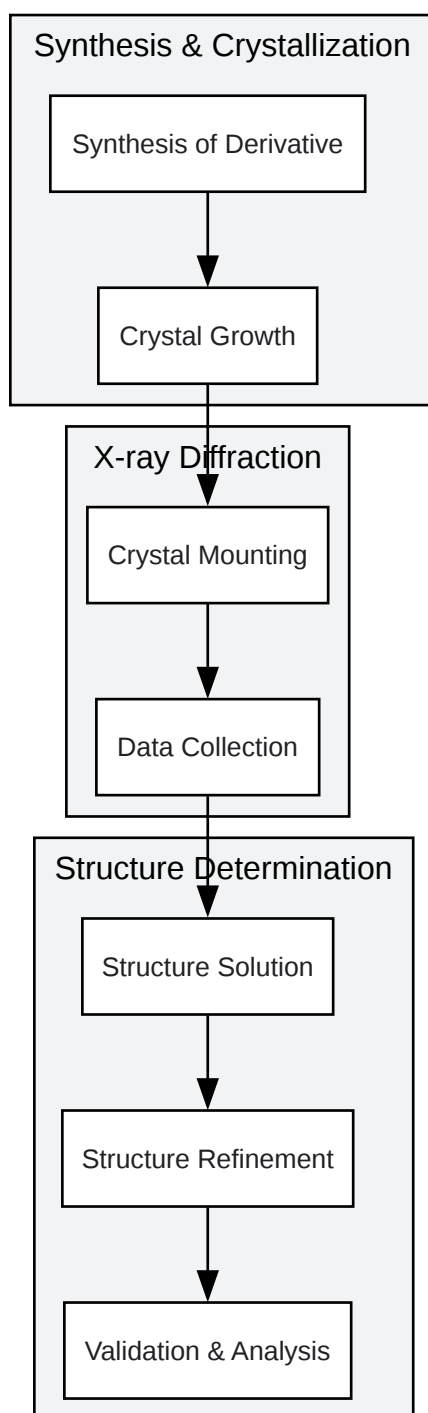 Synthesis & Crystallization
Synthesis of Derivative
Crystal Growth
X-ray Diffraction
Crystal Mounting
Data Collection
Structure Determination
Structure Solution
Structure Refinement
Validation & Analysis